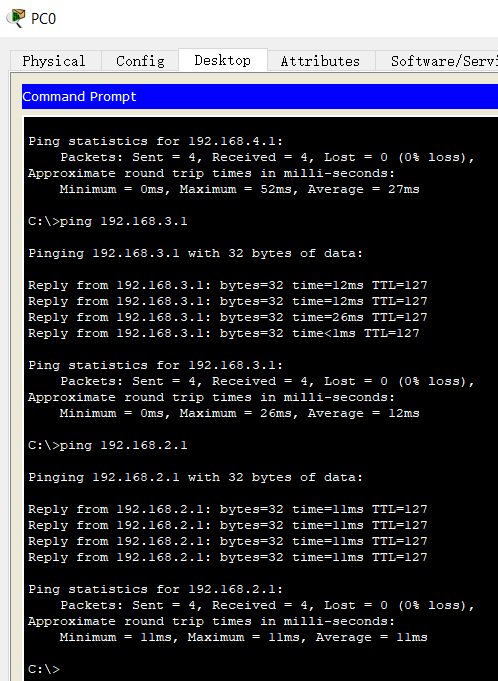 PC0
Physical Config Desktop Attributes Software/Servi
Command Prompt
Ping statistics for 192.168.4.1:
Packets: Sent = 4, Received = 4, Lost = 0 (0% loss),
Approximate round trip times in milli-seconds:
Minimum = 0ms, Maximum = 52ms, Average = 27ms
C:\>ping 192.168.3.1
Pinging 192.168.3.1 with 32 bytes of data:
Reply from 192.168.3.1: bytes=32 time=12ms TTL=127
Reply from 192.168.3.1: bytes=32 time=12ms TTL=127
Reply from 192.168.3.1: bytes=32 time=26ms TTL=127
Reply from 192.168.3.1: bytes=32 time<1ms TTL=127
Ping statistics for 192.168.3.1:
Packets: Sent = 4, Received = 4, Lost = 0 (0% loss),
Approximate round trip times in milli-seconds:
Minimum = 0ms, Maximum = 26ms, Average = 12ms
C:\>ping 192.168.2.1
Pinging 192.168.2.1 with 32 bytes of data:
Reply from 192.168.2.1: bytes=32 time=11ms TTL=127
Reply from 192.168.2.1: bytes=32 time=11ms TTL=127
Reply from 192.168.2.1: bytes=32 time=11ms TTL=127
Reply from 192.168.2.1: bytes=32 time=11ms TTL=127
Ping statistics for 192.168.2.1:
Packets: Sent = 4, Received = 4, Lost = 0 (0% loss),
Approximate round trip times in milli-seconds:
Minimum = 11ms, Maximum = 11ms, Average = 11ms
C:\>